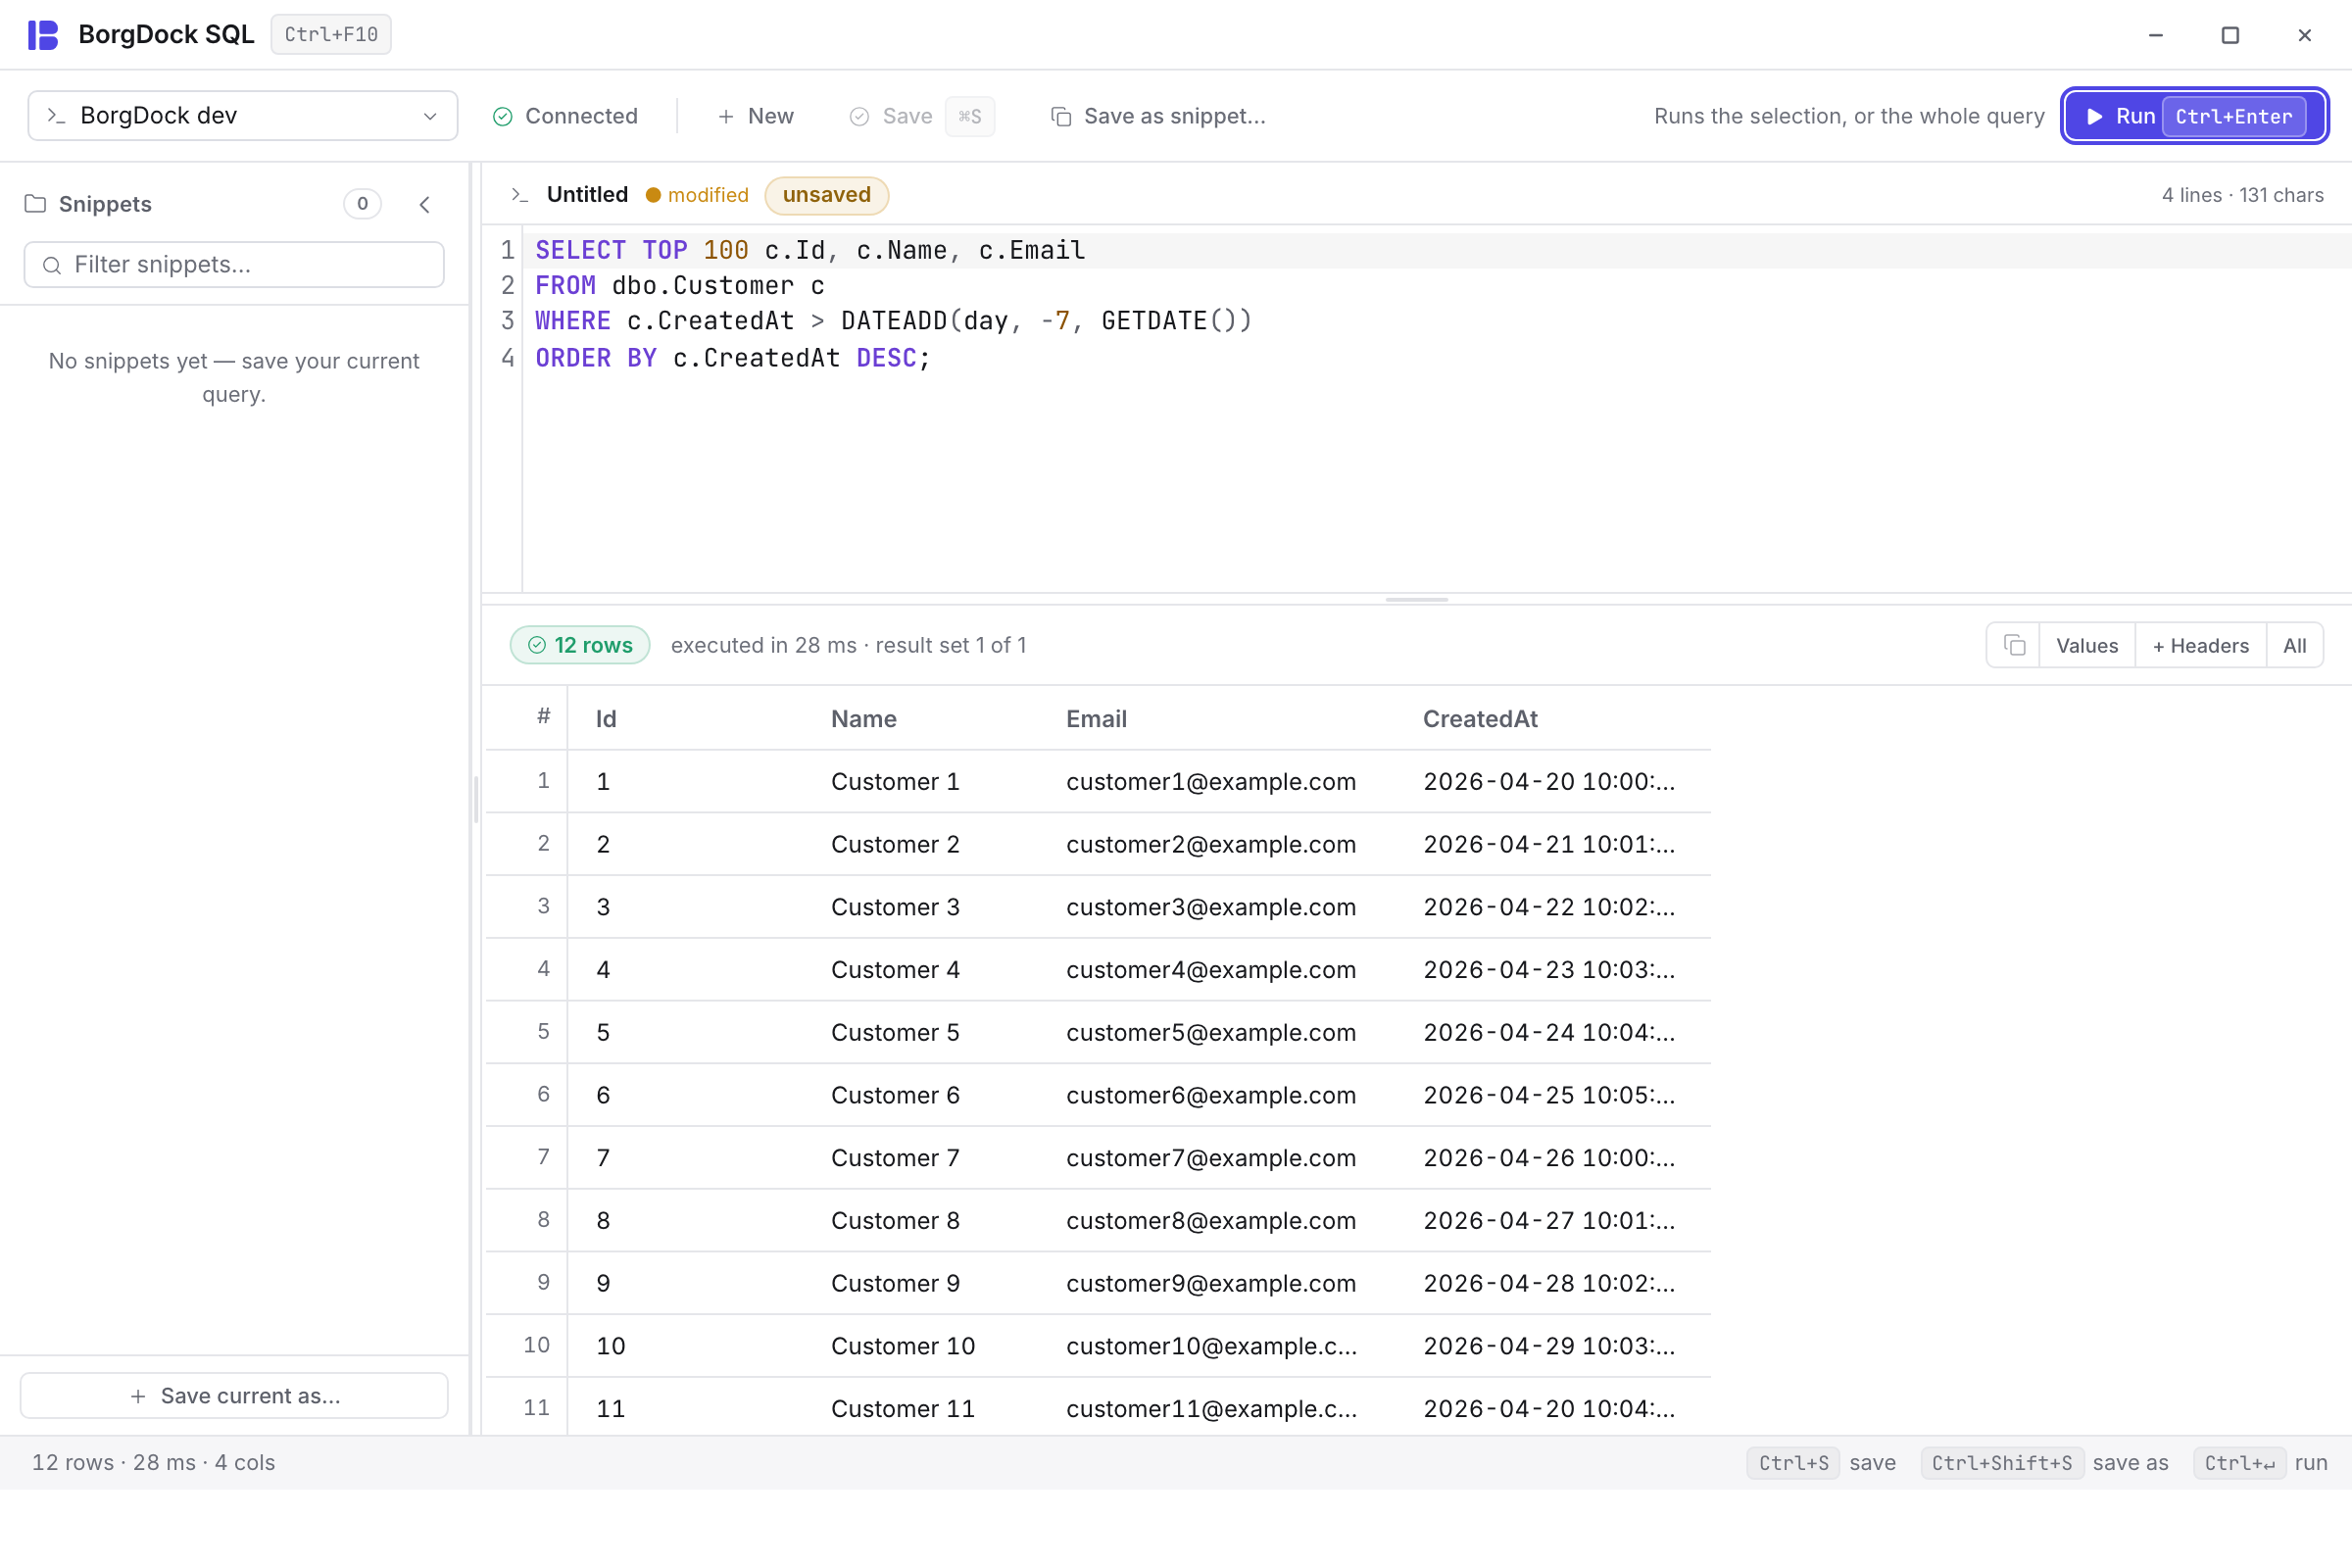 BorgDock SQL Ctrl+F10
BorgDock dev Connected New Save ⌘S Save as snippet... Runs the selection, or the whole query Run Ctrl+Enter
Snippets 0
Filter snippets...
No snippets yet — save your current
query.
Save current as...
Untitled modified unsaved 4 lines · 131 chars
1 SELECT TOP 100 c.Id, c.Name, c.Email
2 FROM dbo.Customer c
3 WHERE c.CreatedAt > DATEADD(day, -7, GETDATE())
4 ORDER BY c.CreatedAt DESC;
12 rows executed in 28 ms · result set 1 of 1 Values + Headers All
# Id Name Email CreatedAt
1 1 Customer 1 customer1@example.com 2026-04-20 10:00:...
2 2 Customer 2 customer2@example.com 2026-04-21 10:01:...
3 3 Customer 3 customer3@example.com 2026-04-22 10:02:...
4 4 Customer 4 customer4@example.com 2026-04-23 10:03:...
5 5 Customer 5 customer5@example.com 2026-04-24 10:04:...
6 6 Customer 6 customer6@example.com 2026-04-25 10:05:...
7 7 Customer 7 customer7@example.com 2026-04-26 10:00:...
8 8 Customer 8 customer8@example.com 2026-04-27 10:01:...
9 9 Customer 9 customer9@example.com 2026-04-28 10:02:...
10 10 Customer 10 customer10@example.c... 2026-04-29 10:03:...
11 11 Customer 11 customer11@example.c... 2026-04-20 10:04:...
12 rows · 28 ms · 4 cols Ctrl+S save Ctrl+Shift+S save as Ctrl+↵ run